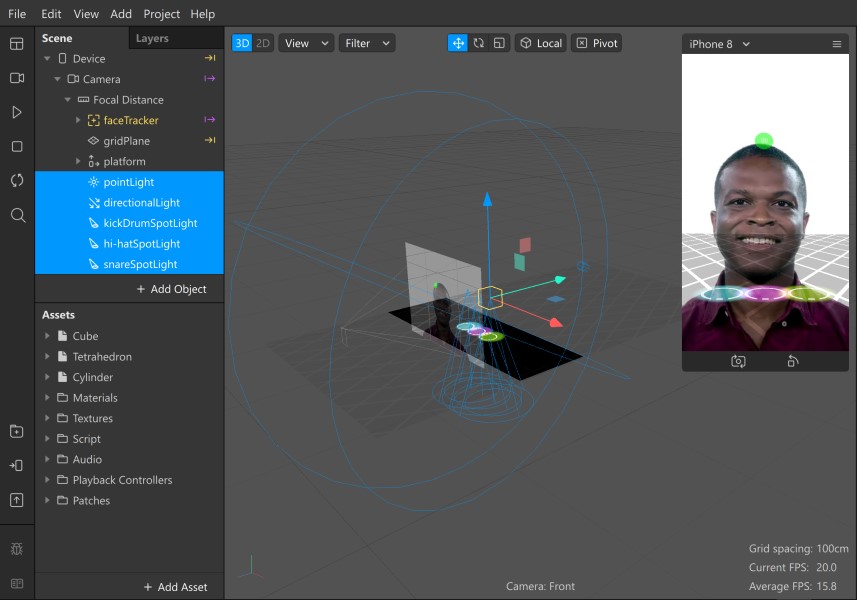 File Edit View Add Project Help
Scene Layers
Device
Camera
Focal Distance
faceTracker
gridPlane
platform
pointLight
directionalLight
kickDrumSpotLight
hi-hatSpotLight
snareSpotLight
+ Add Object
Assets
Cube
Tetrahedron
Cylinder
Materials
Textures
Script
Audio
Playback Controllers
Patches
+ Add Asset
3D 2D View Filter Local Pivot
Camera: Front
iPhone 8
Grid spacing: 100cm
Current FPS: 20.0
Average FPS: 15.8